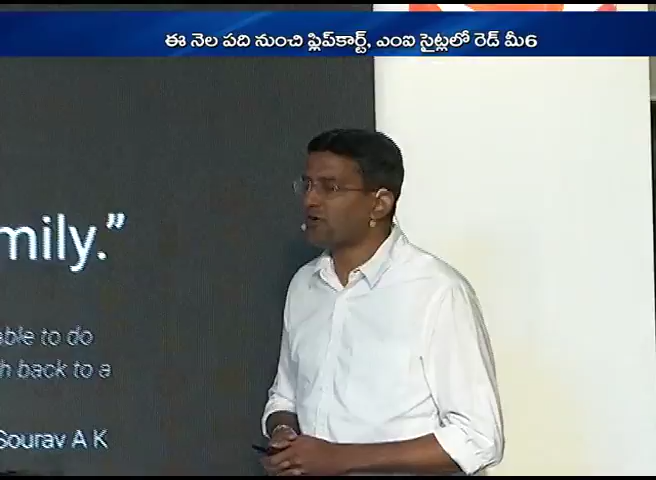 ఈ నెల పది నుంచి ఫ్లిప్‌కార్ట్, ఎంఐ సైట్లలో రెడ్ మీ6
mily.”
able to do
h back to a
Sourav A K